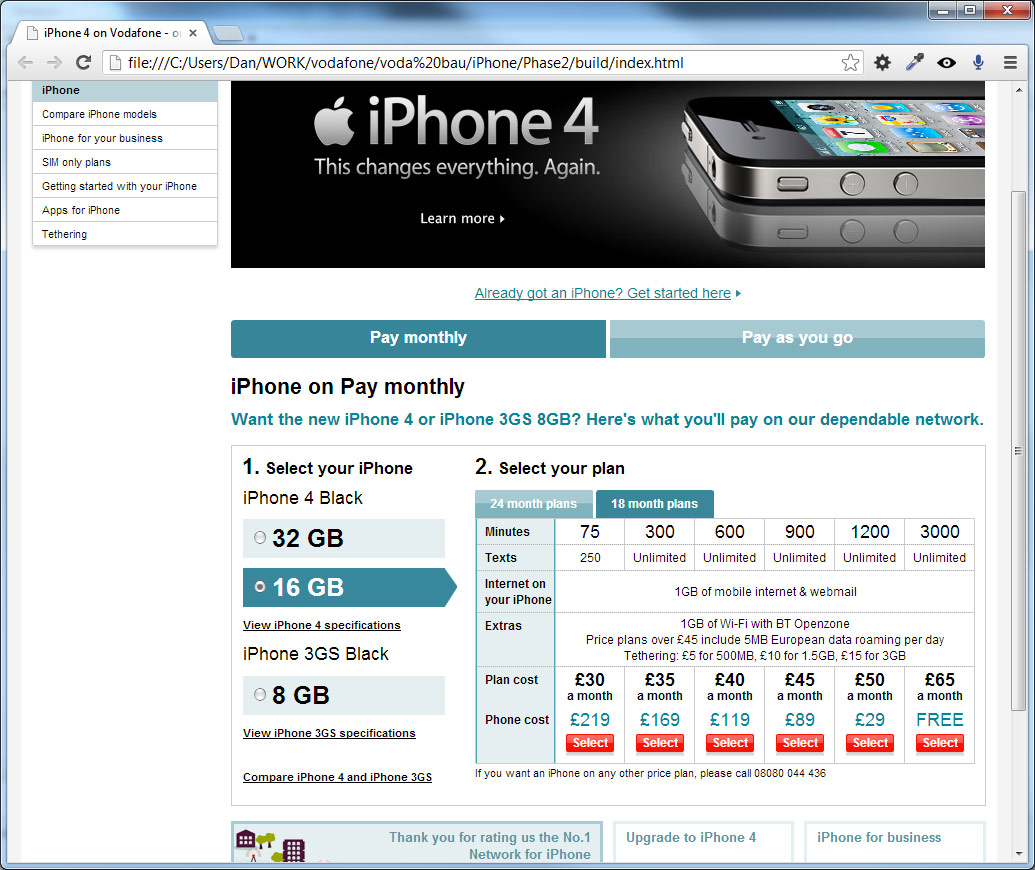 iPhone 4 on Vodafone - o
file:///C:/Users/Dan/WORK/vodafone/voda%20bau/iPhone/Phase2/build/index.html
iPhone
Compare iPhone models
iPhone for your business
SIM only plans
Getting started with your iPhone
Apps for iPhone
Tethering
iPhone 4
This changes everything. Again.
Learn more
Already got an iPhone? Get started here
Pay monthly
Pay as you go
iPhone on Pay monthly
Want the new iPhone 4 or iPhone 3GS 8GB? Here's what you'll pay on our dependable network.
1. Select your iPhone
iPhone 4 Black
32 GB
16 GB
View iPhone 4 specifications
iPhone 3GS Black
8 GB
View iPhone 3GS specifications
Compare iPhone 4 and iPhone 3GS
2. Select your plan
24 month plans 18 month plans
Minutes 75 300 600 900 1200 3000
Texts 250 Unlimited Unlimited Unlimited Unlimited Unlimited
Internet on
your iPhone
1GB of mobile internet & webmail
Extras
1GB of Wi-Fi with BT Openzone
Price plans over £45 include 5MB European data roaming per day
Tethering: £5 for 500MB, £10 for 1.5GB, £15 for 3GB
Plan cost £30 £35 £40 £45 £50 £65
a month a month a month a month a month a month
Phone cost £219 £169 £119 £89 £29 FREE
Select Select Select Select Select Select
If you want an iPhone on any other price plan, please call 08080 044 436
Thank you for rating us the No.1
Network for iPhone
Upgrade to iPhone 4
iPhone for business